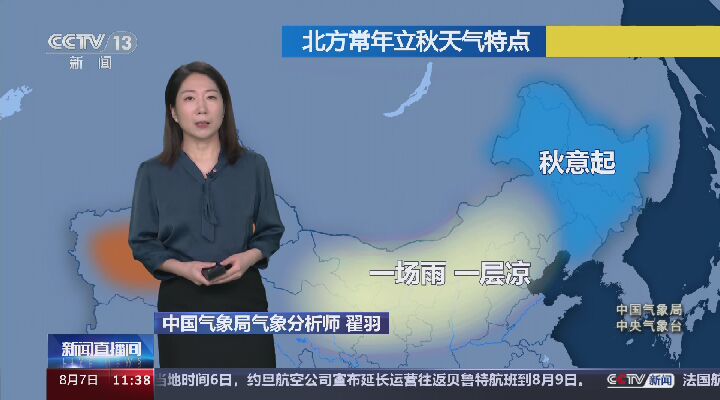 CCTV 13
新闻
北方常年立秋天气特点
秋意起
一场雨 一层凉
中国气象局
中央气象台
中国气象局气象分析师 翟羽
新闻直播间
8月7日 11:38
当地时间6日，约旦航空公司宣布延长运营往返贝鲁特航班到8月9日。 CCTV新闻 法国航